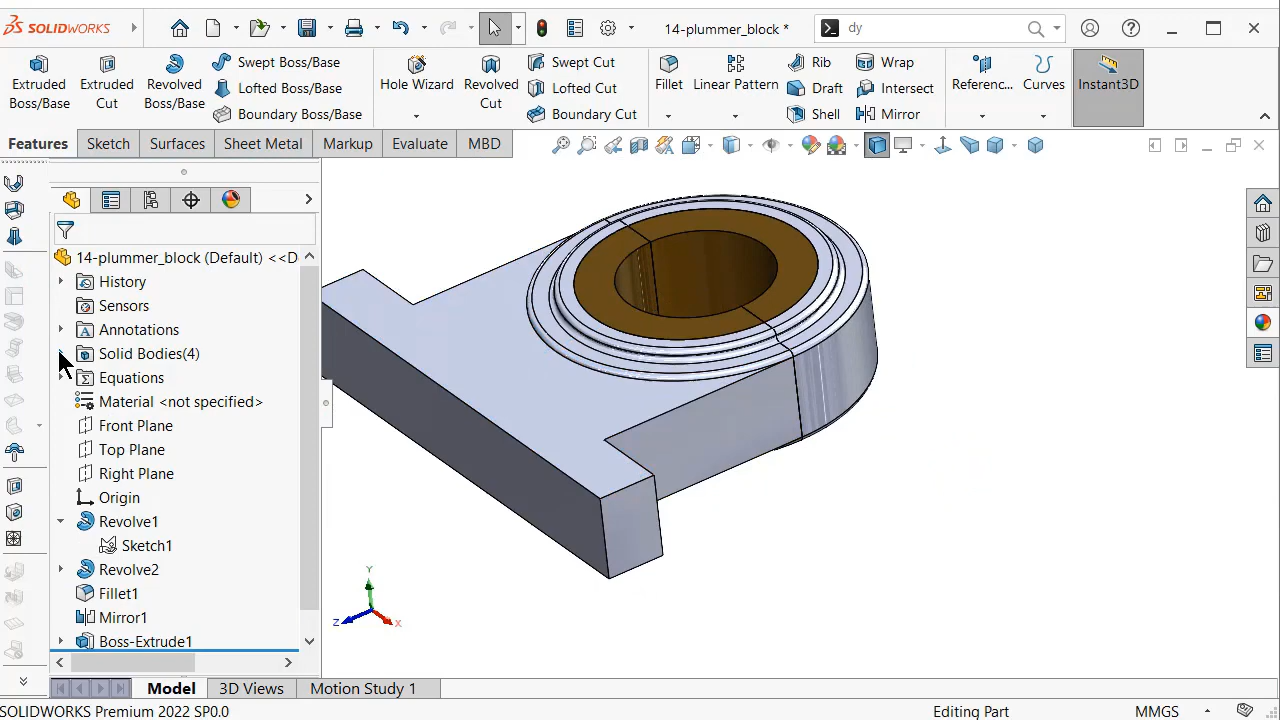 SOLIDWORKS
14-plummer_block *
dy
Extruded Boss/Base
Extruded Cut
Revolved Boss/Base
Swept Boss/Base
Lofted Boss/Base
Boundary Boss/Base
Hole Wizard
Revolved Cut
Swept Cut
Lofted Cut
Boundary Cut
Fillet
Linear Pattern
Rib
Draft
Shell
Wrap
Intersect
Mirror
Referenc...
Curves
Instant3D
Features
Sketch
Surfaces
Sheet Metal
Markup
Evaluate
MBD
14-plummer_block (Default) <<D
History
Sensors
Annotations
Solid Bodies(4)
Equations
Material <not specified>
Front Plane
Top Plane
Right Plane
Origin
Revolve1
Sketch1
Revolve2
Fillet1
Mirror1
Boss-Extrude1
Y
Z
X
Model
3D Views
Motion Study 1
SOLIDWORKS Premium 2022 SP0.0
Editing Part
MMGS